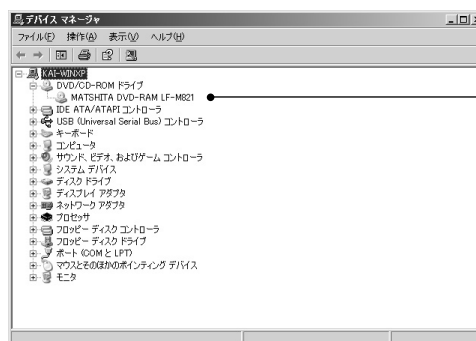 デバイス マネージャ
ファイル(F) 操作(A) 表示(V) ヘルプ(H)
KAI-WINXP
DVD/CD-ROM ドライブ
MATSHITA DVD-RAM LF-M821
IDE ATA/ATAPI コントローラ
USB (Universal Serial Bus) コントローラ
キーボード
コンピュータ
サウンド、ビデオ、およびゲーム コントローラ
システム デバイス
ディスク ドライブ
ディスプレイ アダプタ
ネットワーク アダプタ
プロセッサ
フロッピー ディスク コントローラ
フロッピー ディスク ドライブ
ポート (COM と LPT)
マウスとそのほかのポインティング デバイス
モニタ